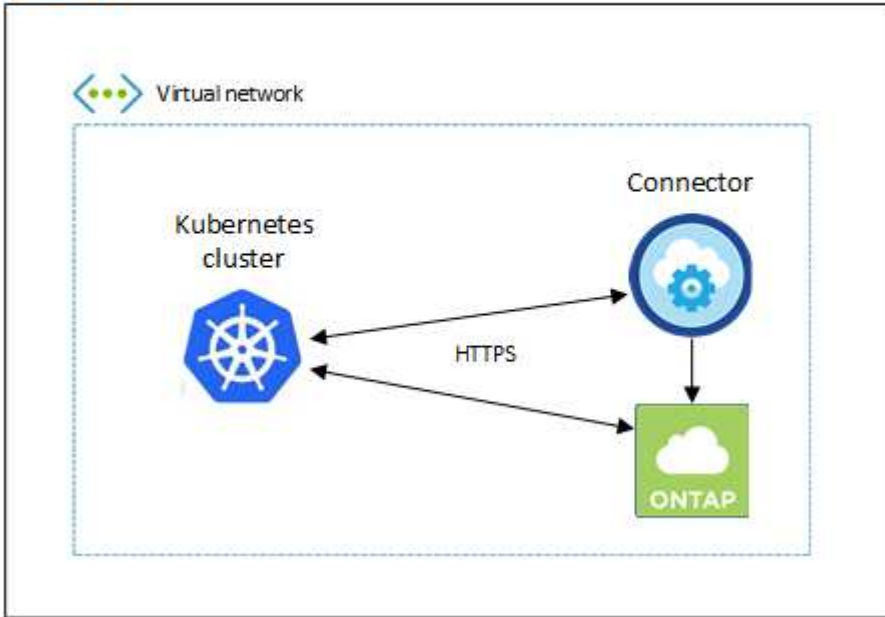 Virtual network
Connector
Kubernetes
cluster
HTTPS
ONTAP